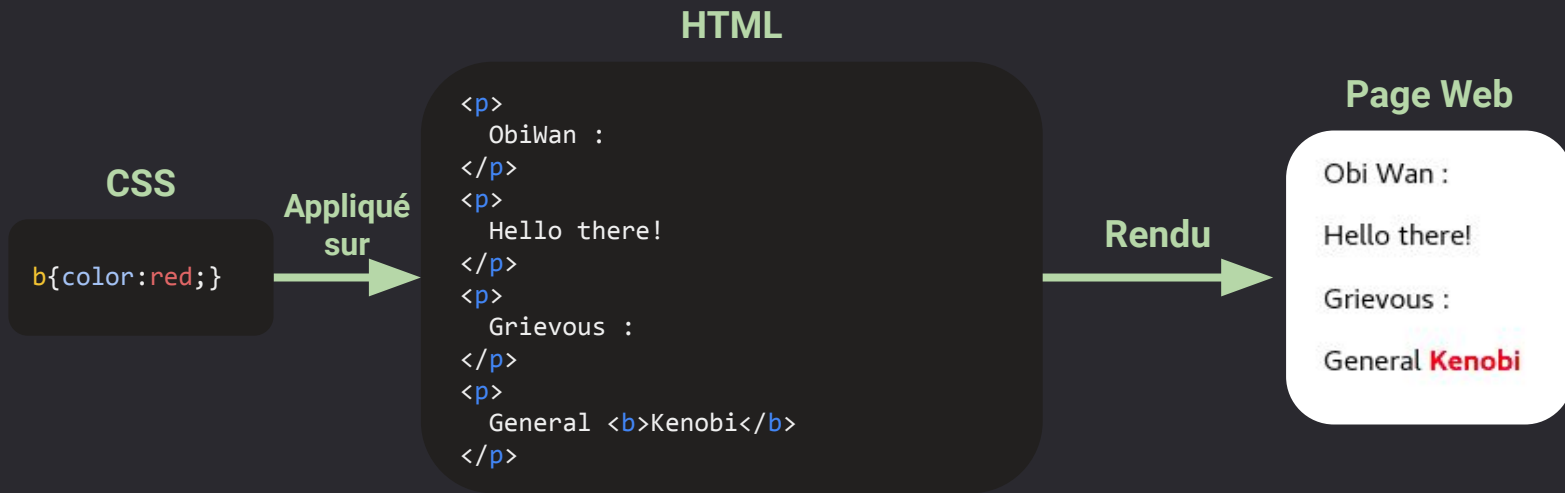 HTML
CSS
b{color:red;}
Appliqué
sur
<p>
ObiWan :
</p>
<p>
Hello there!
</p>
<p>
Grievous :
</p>
<p>
General <b>Kenobi</b>
</p>
Rendu
Page Web
Obi Wan :
Hello there!
Grievous :
General Kenobi